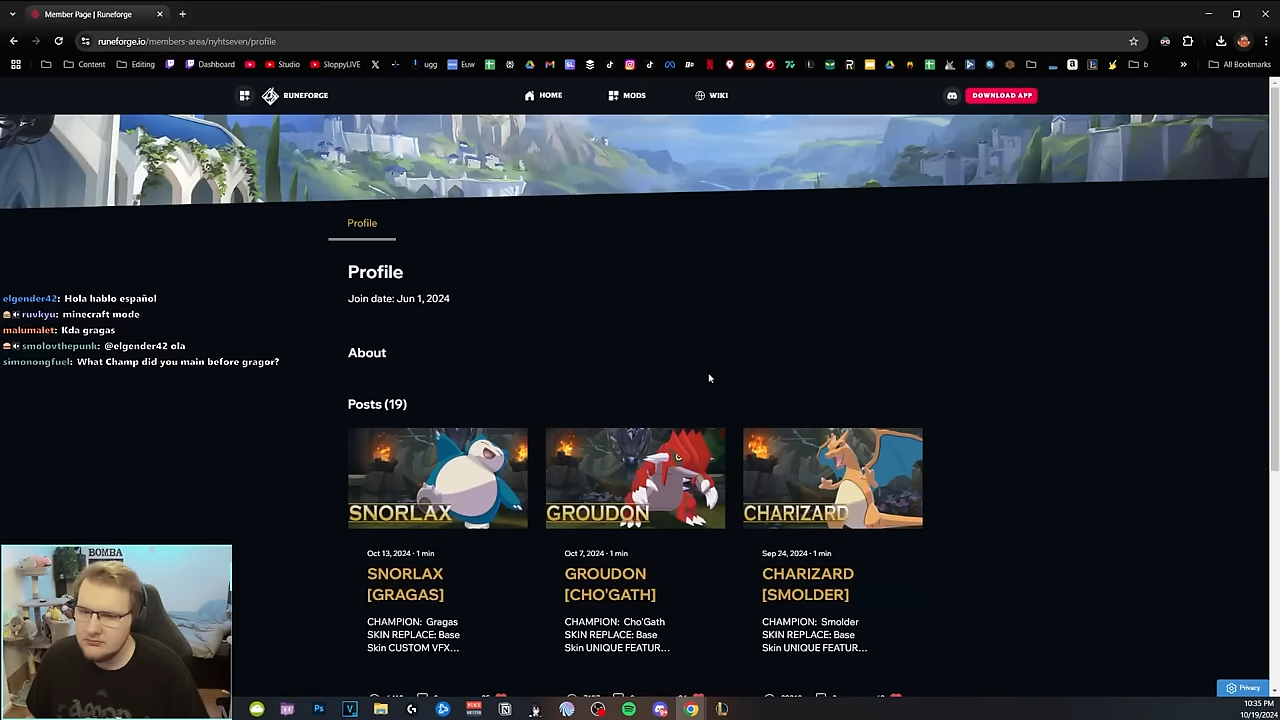 Member Page | Runeforge
runeforge.io/members-area/nyhtseven/profile
Content
Editing
Dashboard
Studio
SloppyLIVE
ugg
Euw
b
All Bookmarks
RUNEFORGE
HOME
MODS
WIKI
DOWNLOAD APP
Profile
Profile
Join date: Jun 1, 2024
elgender42: Hola hablo español
ruvkyu: minecraft mode
malumalet: Kda gragas
smolovthepunk: @elgender42 ola
simonongfuel: What Champ did you main before gragor?
About
Posts (19)
SNORLAX
GROUDON
CHARIZARD
Oct 13, 2024 · 1 min
SNORLAX
[GRAGAS]
CHAMPION: Gragas
SKIN REPLACE: Base
Skin CUSTOM VFX...
Oct 7, 2024 · 1 min
GROUDON
[CHO'GATH]
CHAMPION: Cho'Gath
SKIN REPLACE: Base
Skin UNIQUE FEATUR...
Sep 24, 2024 · 1 min
CHARIZARD
[SMOLDER]
CHAMPION: Smolder
SKIN REPLACE: Base
Skin UNIQUE FEATUR...
BOMBA
Privacy
10:35 PM
10/19/2024